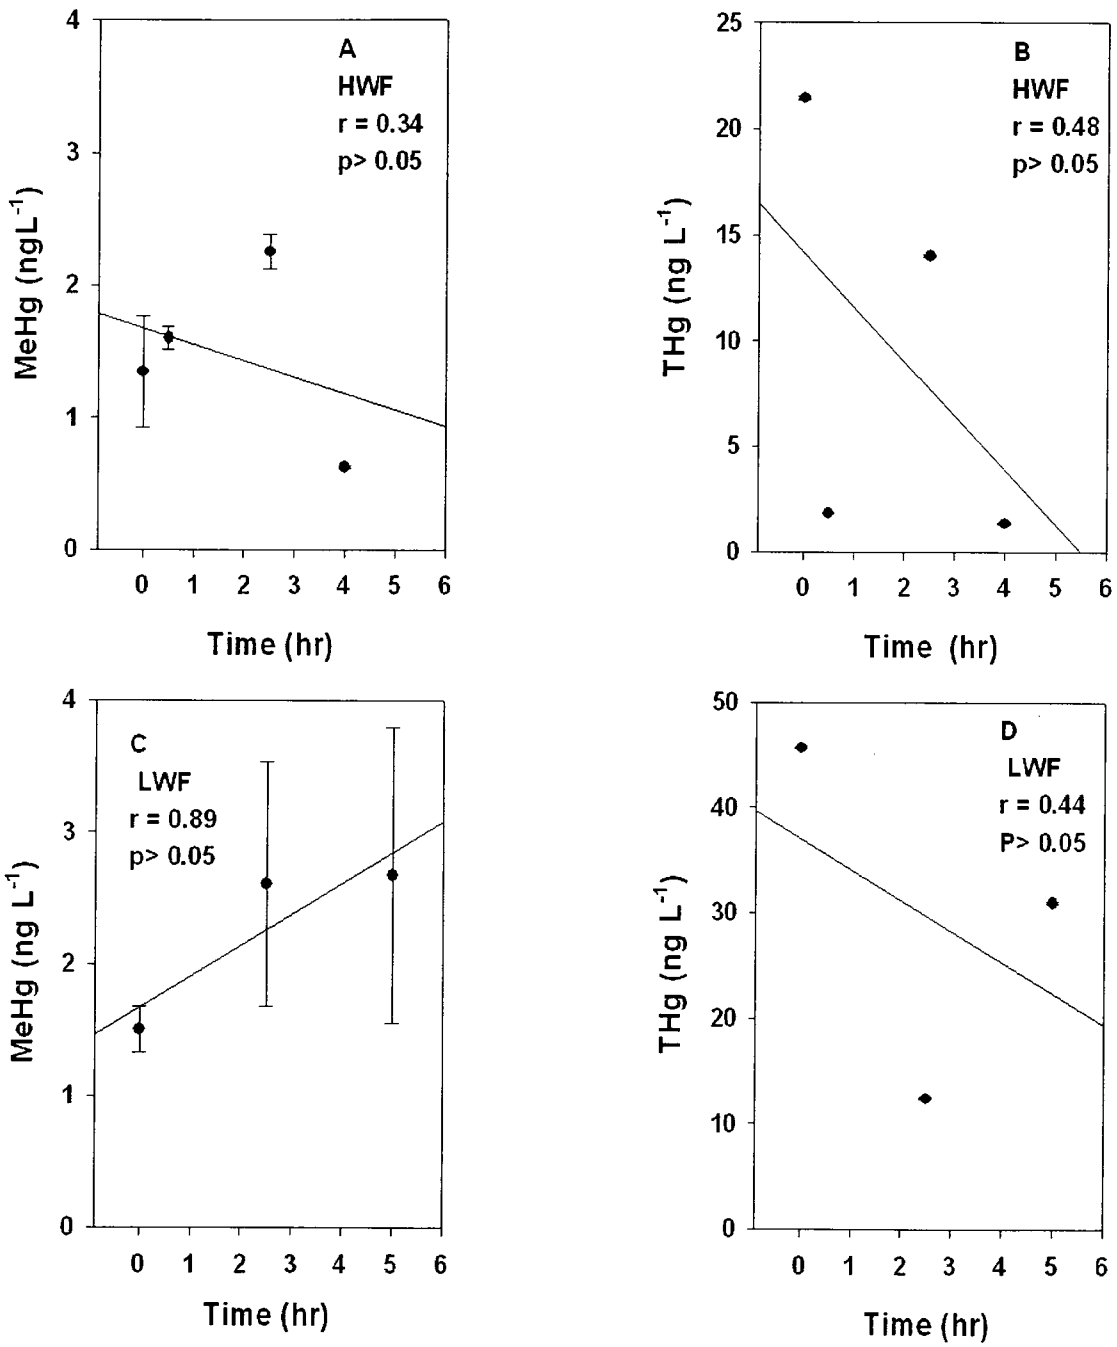 4
3
2
1
0
MeHg (ngL⁻¹)
A
HWF
r = 0.34
p> 0.05
0 1 2 3 4 5 6
Time (hr)
25
20
15
10
5
0
THg (ng L⁻¹)
B
HWF
r = 0.48
p> 0.05
0 1 2 3 4 5 6
Time (hr)
4
3
2
1
0
MeHg (ng L⁻¹)
C
LWF
r = 0.89
p> 0.05
0 1 2 3 4 5 6
Time (hr)
50
40
30
20
10
0
THg (ng L⁻¹)
D
LWF
r = 0.44
P> 0.05
0 1 2 3 4 5 6
Time (hr)